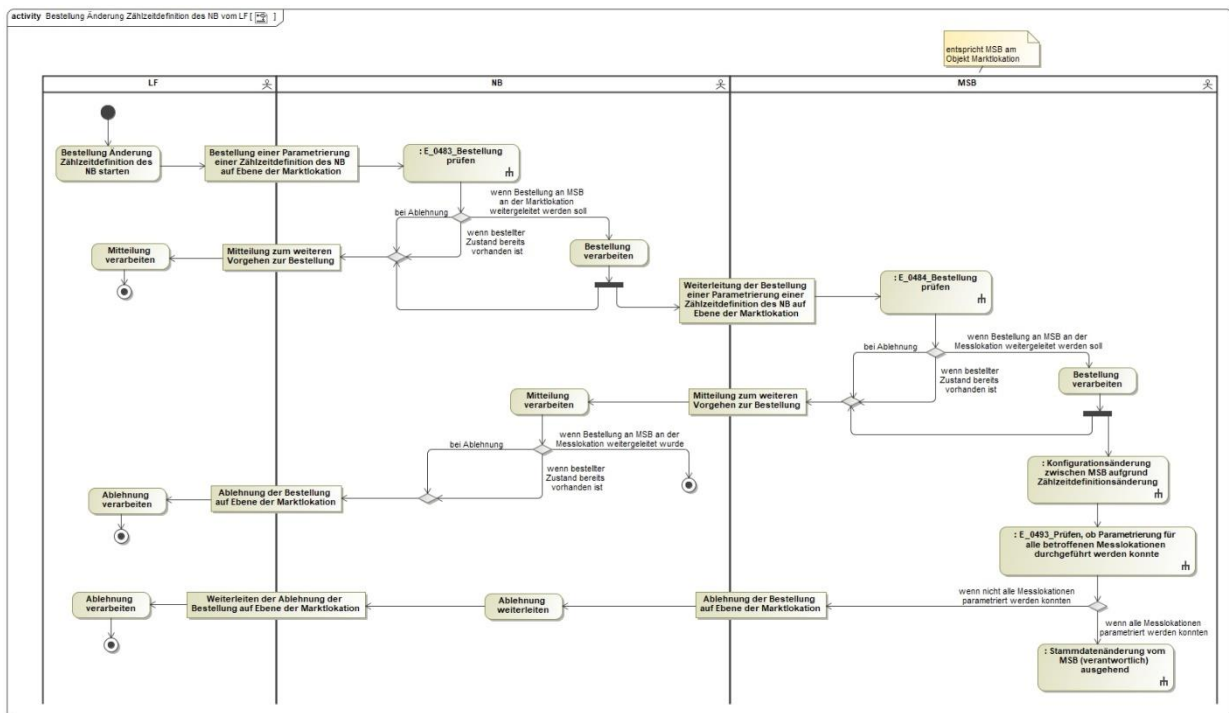 activity Bestellung Änderung Zählzeitdefinition des NB vom LF [ ]
entspricht MSB am
Objekt Marktlokation
LF
NB
MSB
Bestellung Änderung
Zählzeitdefinition des
NB starten
Bestellung einer Parametrierung
einer Zählzeitdefinition des NB
auf Ebene der Marktlokation
: E_0483_Bestellung
prüfen
wenn Bestellung an MSB
an der Marktlokation
weitergeleitet werden soll
bei Ablehnung
wenn bestellter
Zustand bereits
vorhanden ist
Mitteilung
verarbeiten
Mitteilung zum weiteren
Vorgehen zur Bestellung
Bestellung
verarbeiten
Weiterleitung der Bestellung
einer Parametrierung einer
Zählzeitdefinition des NB auf
Ebene der Marktlokation
: E_0484_Bestellung
prüfen
wenn Bestellung an MSB an der
Messlokation weitergeleitet werden soll
bei Ablehnung
wenn bestellter
Zustand bereits
vorhanden ist
Bestellung
verarbeiten
Mitteilung
verarbeiten
Mitteilung zum weiteren
Vorgehen zur Bestellung
wenn Bestellung an MSB an der
Messlokation weitergeleitet wurde
bei Ablehnung
wenn bestellter
Zustand bereits
vorhanden ist
: Konfigurationsänderung
zwischen MSB aufgrund
Zählzeitdefinitionsänderung
Ablehnung
verarbeiten
Ablehnung der Bestellung
auf Ebene der Marktlokation
: E_0493_Prüfen, ob Parametrierung für
alle betroffenen Messlokationen
durchgeführt werden konnte
Ablehnung
verarbeiten
Weiterleiten der Ablehnung der
Bestellung auf Ebene der Marktlokation
Ablehnung
weiterleiten
Ablehnung der Bestellung
auf Ebene der Marktlokation
wenn nicht alle Messlokationen
parametriert werden konnten
wenn alle Messlokationen
parametriert werden konnten
: Stammdatenänderung vom
MSB (verantwortlich)
ausgehend